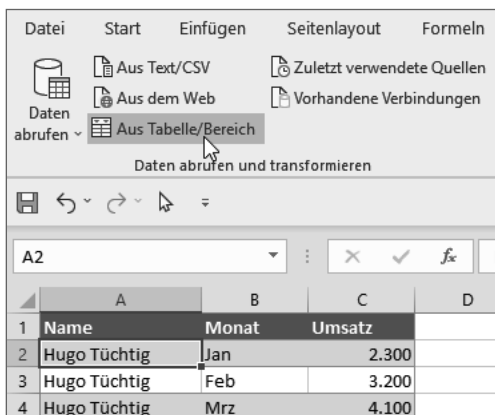 Datei Start Einfügen Seitenlayout Formeln
Aus Text/CSV Zuletzt verwendete Quellen
Aus dem Web Vorhandene Verbindungen
Daten
abrufen Aus Tabelle/Bereich
Daten abrufen und transformieren
A2 fx
A B C D
1 Name Monat Umsatz
2 Hugo Tüchtig Jan 2.300
3 Hugo Tüchtig Feb 3.200
4 Hugo Tüchtig Mrz 4.100